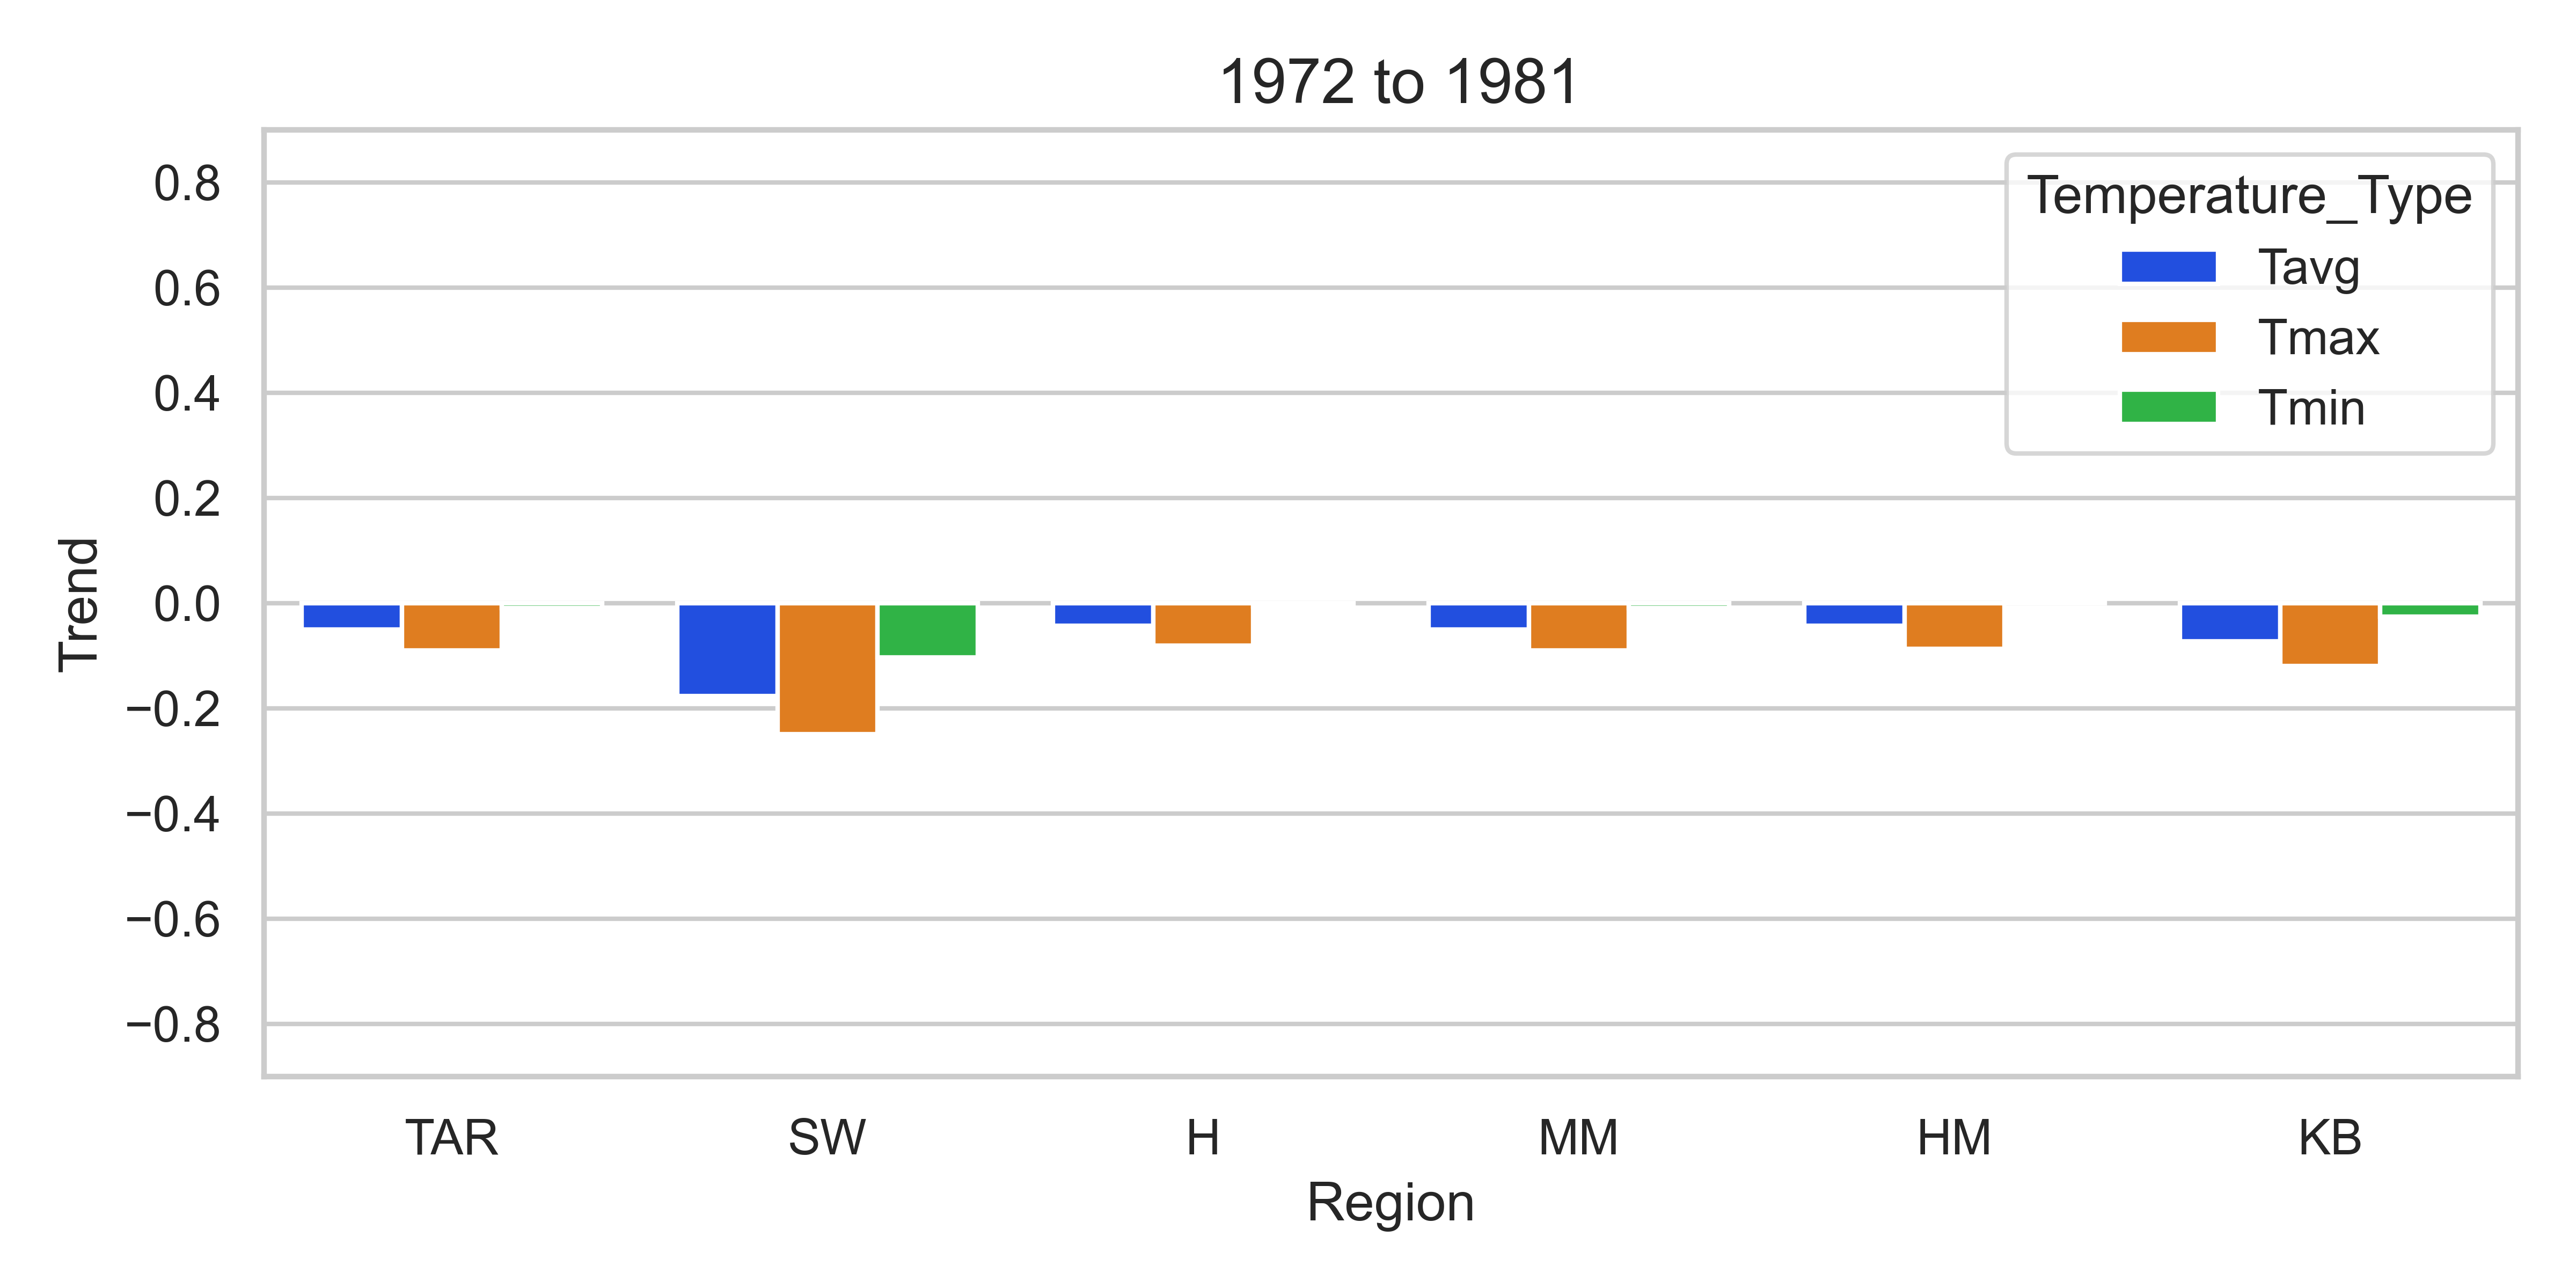 1972 to 1981
Temperature_Type
Tavg
Tmax
Tmin
0.8
0.6
0.4
0.2
0.0
−0.2
−0.4
−0.6
−0.8
Trend
TAR SW H MM HM KB
Region